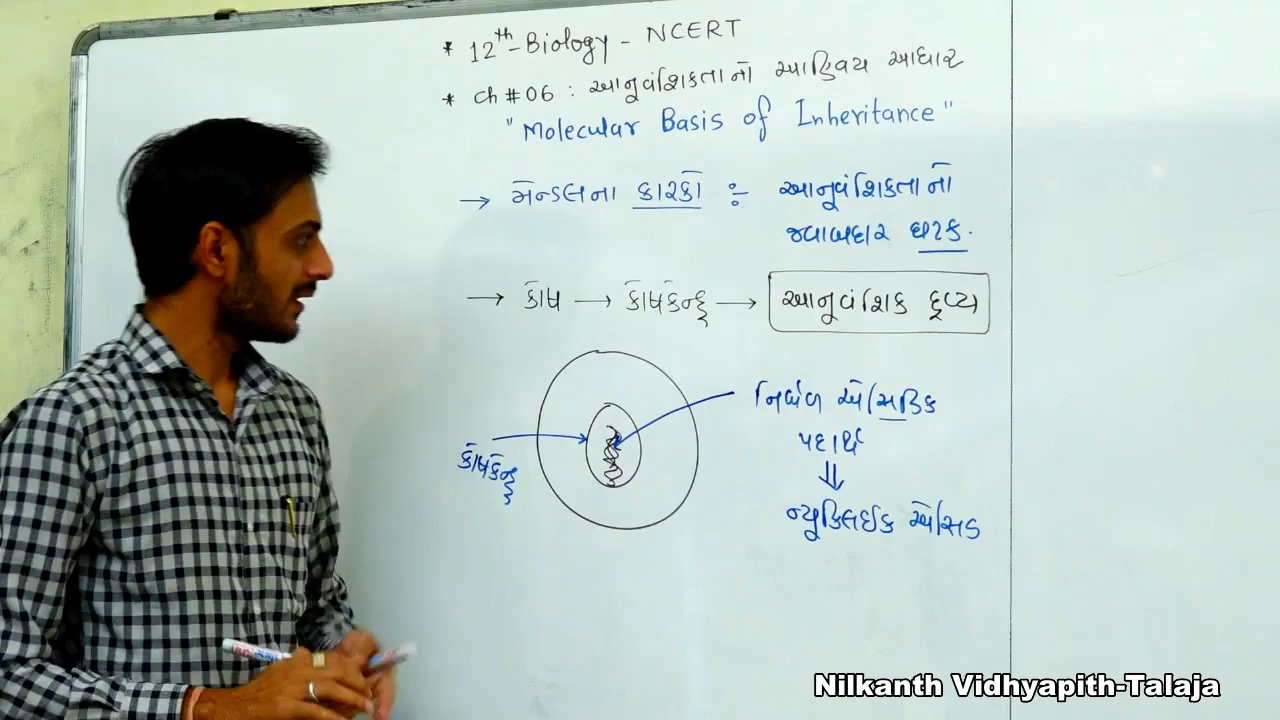 * 12th - Biology - NCERT
* Ch # 06 : આનુવંશિકતાનો આણ્વિય આધાર
"Molecular Basis of Inheritance"
→ મેન્ડલના કારકો ÷ આનુવંશિકતાનો
જવાબદાર ઘટક.
→ કોષ → કોષકેન્દ્ર → આનુવંશિક દ્રવ્ય
નિર્બળ એસિડિક
પદાર્થ
⇓
ન્યૂક્લિઈક એસિડ
કોષકેન્દ્ર
Nilkanth Vidhyapith-Talaja